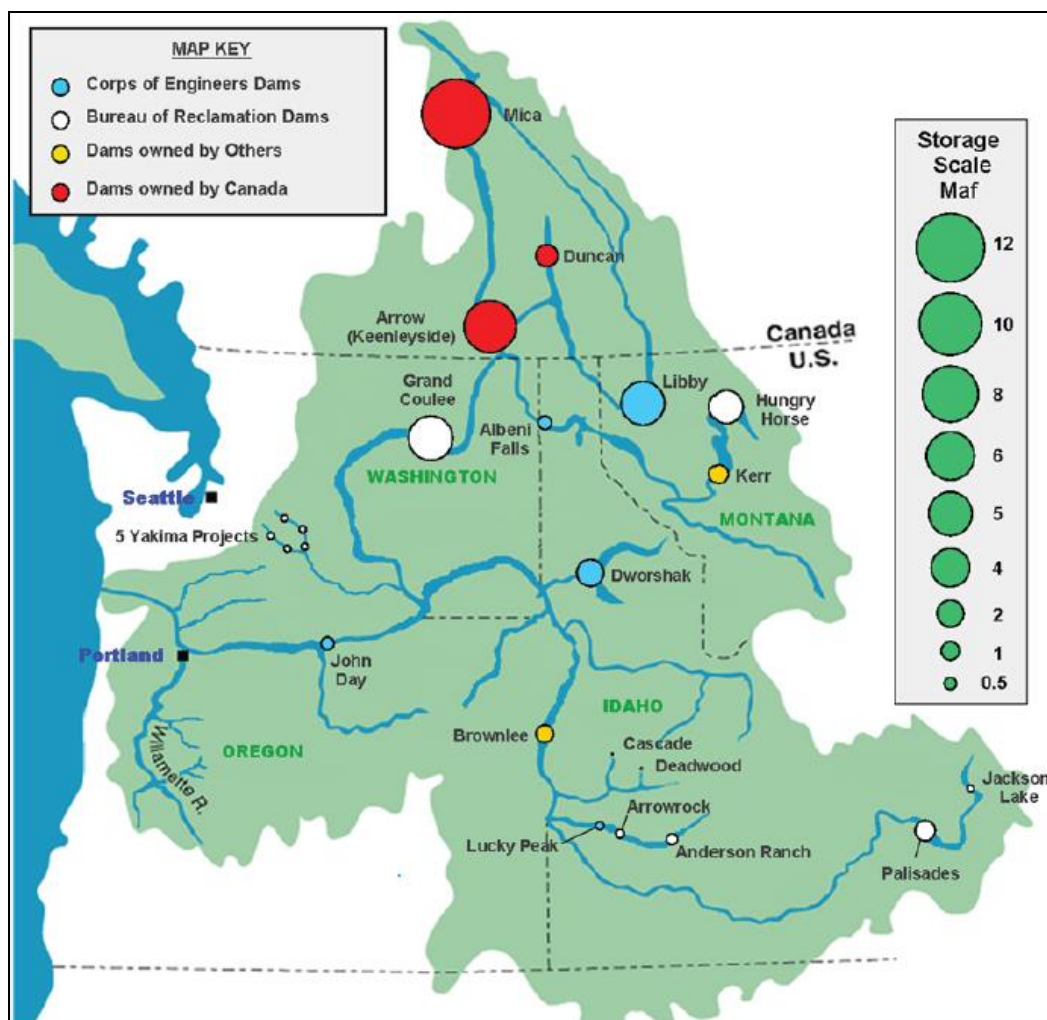 MAP KEY
Corps of Engineers Dams
Bureau of Reclamation Dams
Dams owned by Others
Dams owned by Canada
Storage
Scale
Maf
12
10
8
6
5
4
2
1
0.5
Mica
Duncan
Arrow
(Keenleyside)
Canada
U.S.
Grand
Coulee
Libby
Hungry
Horse
Albeni
Falls
Kerr
WASHINGTON
MONTANA
Seattle
5 Yakima Projects
Dworshak
Portland
John
Day
IDAHO
Brownlee
OREGON
Willamette R.
Cascade
Deadwood
Jackson
Lake
Arrowrock
Lucky Peak
Anderson Ranch
Palisades